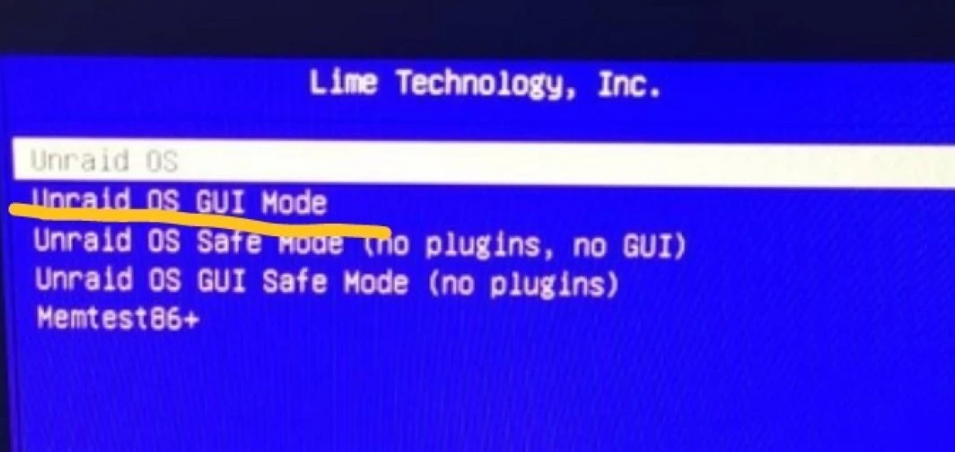 Lime Technology, Inc.
Unraid OS
Unraid OS GUI Mode
Unraid OS Safe Mode (no plugins, no GUI)
Unraid OS GUI Safe Mode (no plugins)
Memtest86+